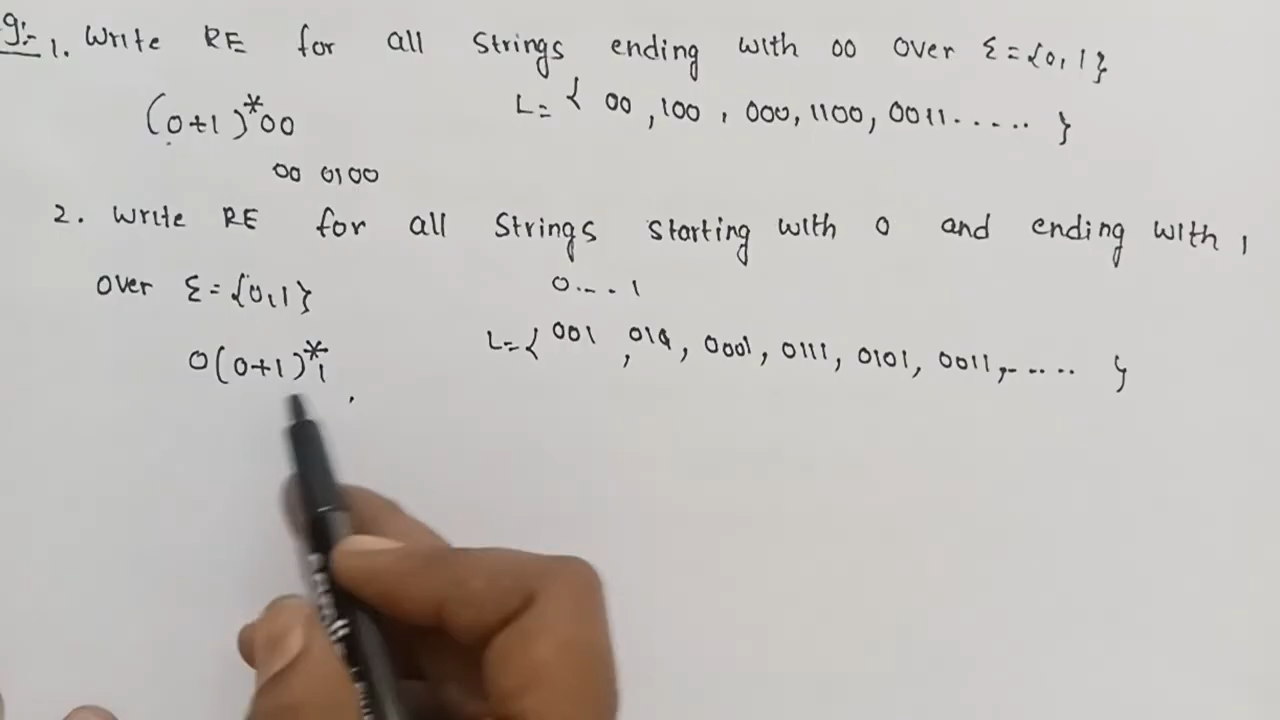 9:- 1. Write RE for all strings ending with 00 over Σ={0,1}
(0+1)*00 L= { 00, 100, 000, 1100, 0011..... }
00 0100
2. Write RE for all strings starting with 0 and ending with 1
over Σ={0,1} 0... 1
0(0+1)*1 L={ 001, 011, 0001, 0111, 0101, 0011,..... }